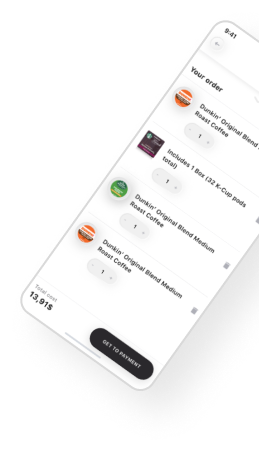 9:41
Your order
Dunkin' Original Blend
Roast Coffee
- 1 +
Includes 1 Box (32 K-Cup pods
total)
- 1 +
Dunkin' Original Blend Medium
Roast Coffee
- 1 +
Dunkin' Original Blend Medium
Roast Coffee
- 1 +
Total cost
13,91$
GET TO PAYMENT